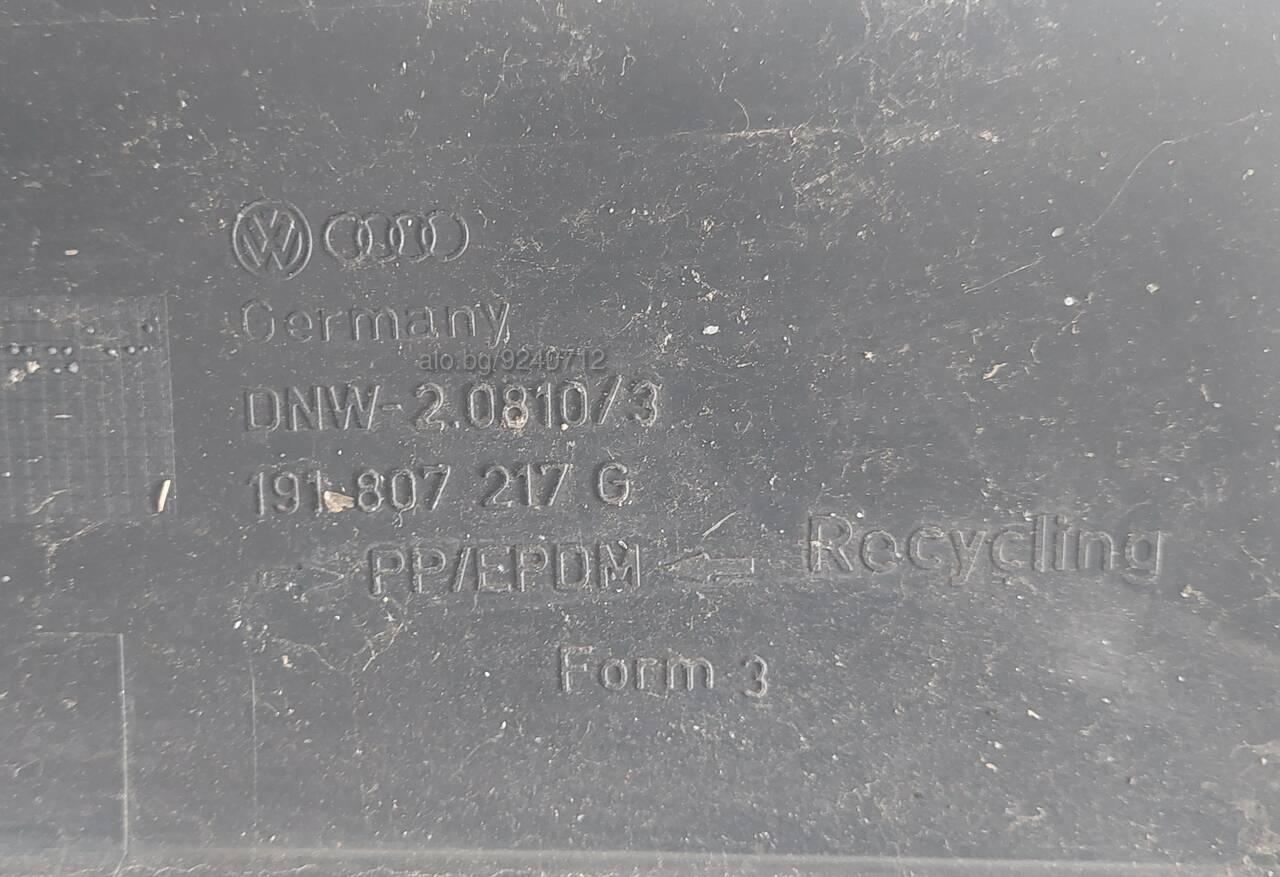 Germany
alo.bg/9240712
DNW-2.0810/3
191 807 217 G
PP/EPDM
Recycling
Form 3